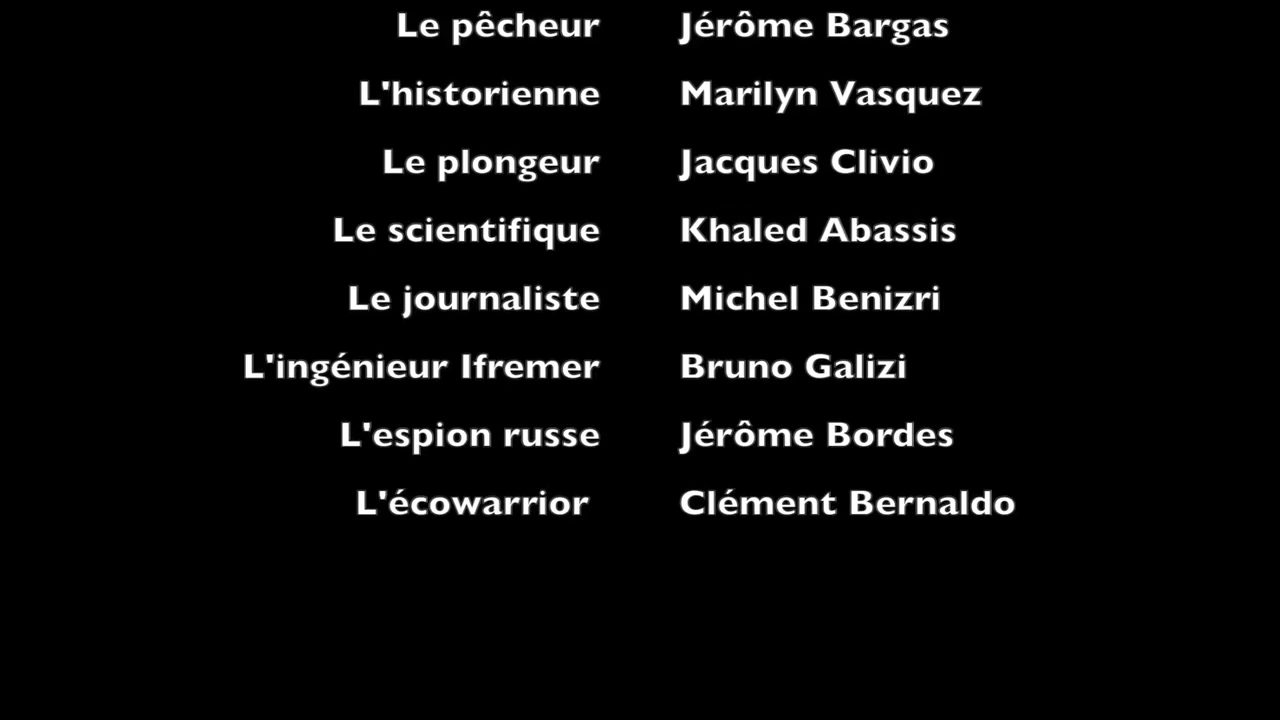 Le pêcheur Jérôme Bargas
L'historienne Marilyn Vasquez
Le plongeur Jacques Clivio
Le scientifique Khaled Abassis
Le journaliste Michel Benizri
L'ingénieur Ifremer Bruno Galizi
L'espion russe Jérôme Bordes
L'écowarrior Clément Bernaldo